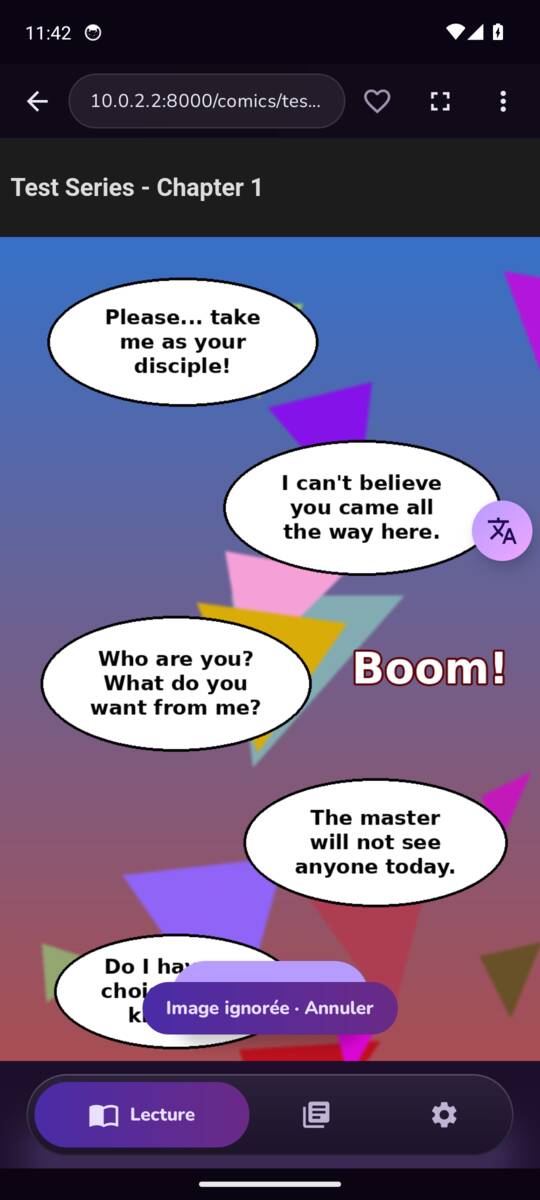 11:42
10.0.2.2:8000/comics/tes...
Test Series - Chapter 1
Please... take
me as your
disciple!
I can't believe
you came all
the way here.
Who are you?
What do you
want from me?
Boom!
The master
will not see
anyone today.
Do I
Image ignorée · Annuler
Lecture